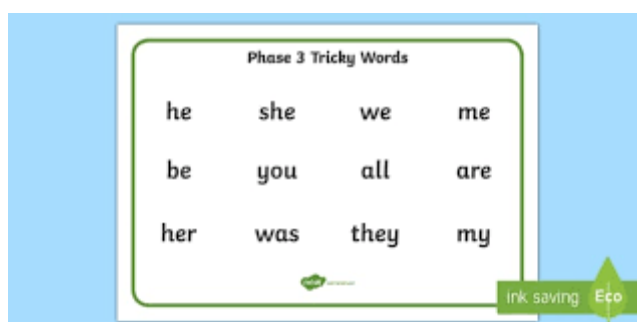 Phase 3 Tricky Words
he she we me
be you all are
her was they my
ink saving Eco